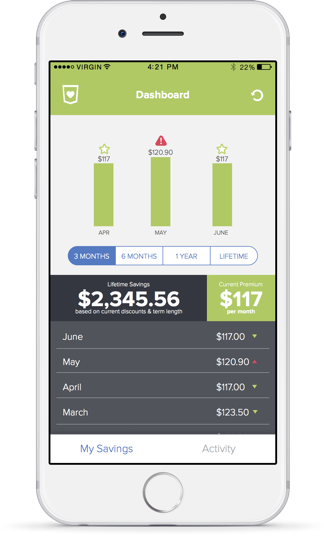 VIRGIN 4:21 PM 22%
Dashboard
$117 $120.90 $117
APR MAY JUNE
3 MONTHS 6 MONTHS 1 YEAR LIFETIME
Lifetime Savings
$2,345.56
based on current discounts & term length
Current Premium
$117
per month
June $117.00
May $120.90
April $117.00
March $123.50
My Savings Activity